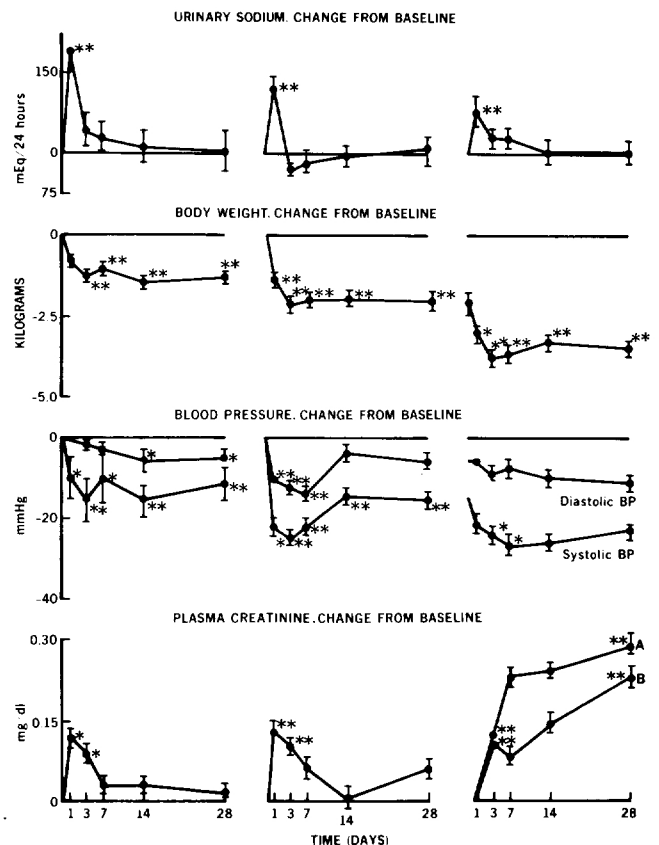 URINARY SODIUM. CHANGE FROM BASELINE
**
**
**
150
0
75
mEq/24 hours
BODY WEIGHT. CHANGE FROM BASELINE
0
-2.5
-5.0
KILOGRAMS
** ** ** **
** ** ** ** **
* ** ** ** **
BLOOD PRESSURE. CHANGE FROM BASELINE
0
-20
-40
mmHg
* ** * * ** * **
** ** ** * ** ** ** **
* *
Diastolic BP
Systolic BP
PLASMA CREATININE. CHANGE FROM BASELINE
0.30
0.15
0
mg/dl
* *
** **
** **
** A
** B
1 3 7 14 28
1 3 7 14 28
1 3 7 14 28
TIME (DAYS)